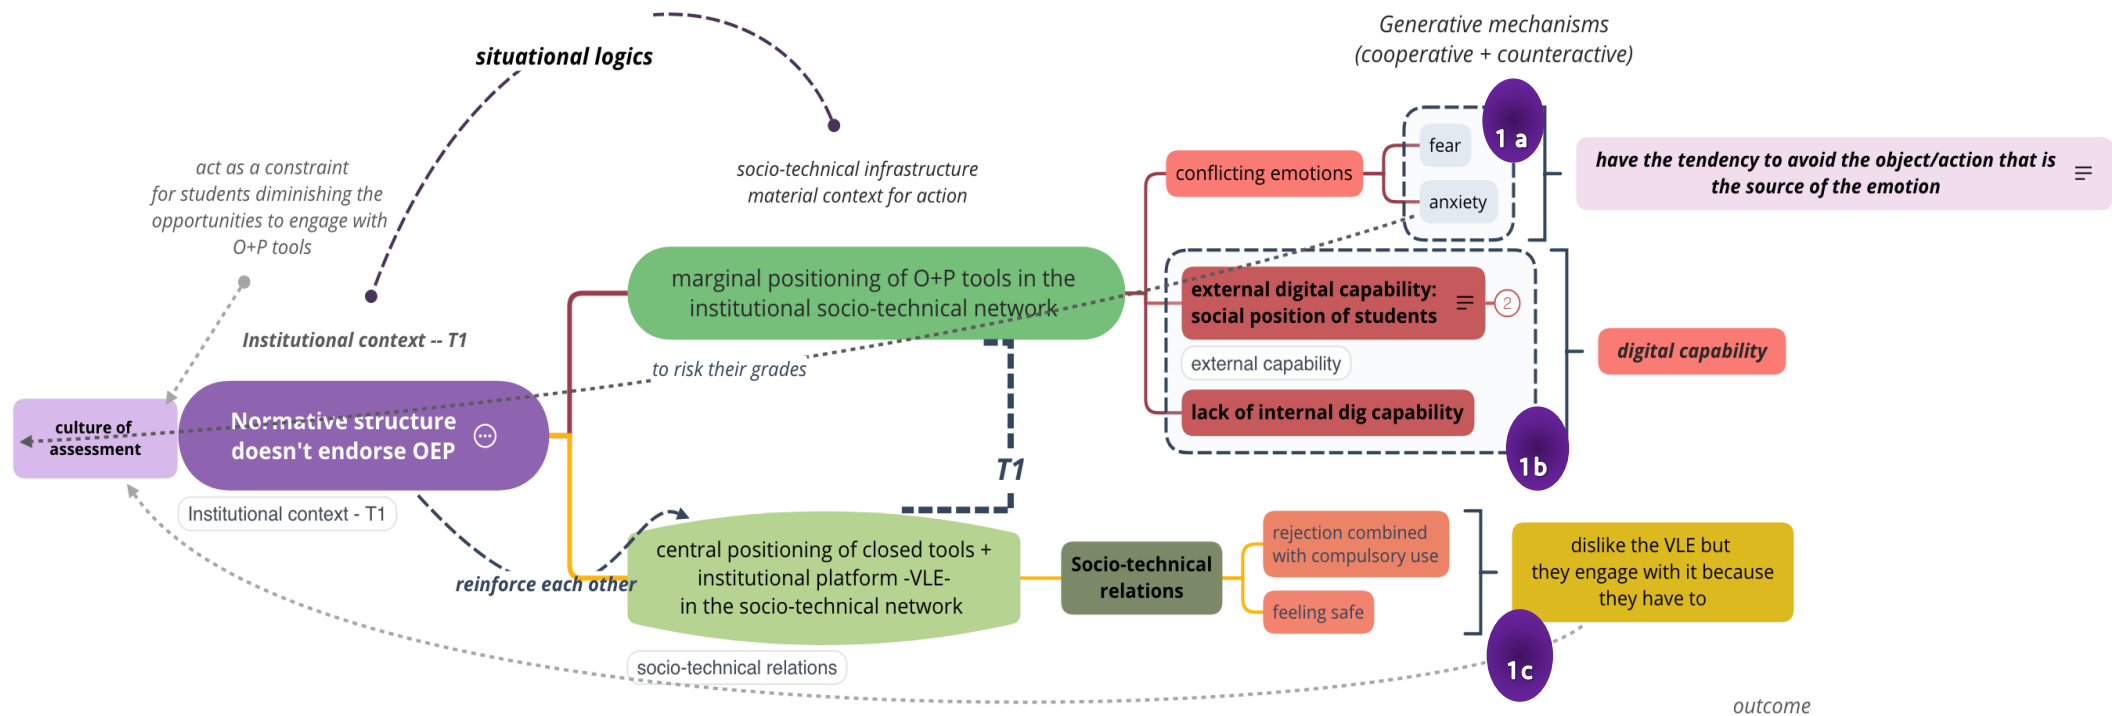 Generative mechanisms
(cooperative + counteractive)
situational logics
1 a
fear
anxiety
conflicting emotions
have the tendency to avoid the object/action that is
the source of the emotion
act as a constraint
for students diminishing the
opportunities to engage with
O+P tools
socio-technical infrastructure
material context for action
marginal positioning of O+P tools in the
institutional socio-technical network
external digital capability:
social position of students
2
external capability
lack of internal dig capability
digital capability
1b
Institutional context -- T1
to risk their grades
culture of
assessment
Normative structure
doesn't endorse OEP
Institutional context - T1
T1
reinforce each other
central positioning of closed tools +
institutional platform -VLE-
in the socio-technical network
socio-technical relations
Socio-technical
relations
rejection combined
with compulsory use
feeling safe
dislike the VLE but
they engage with it because
they have to
1c
outcome